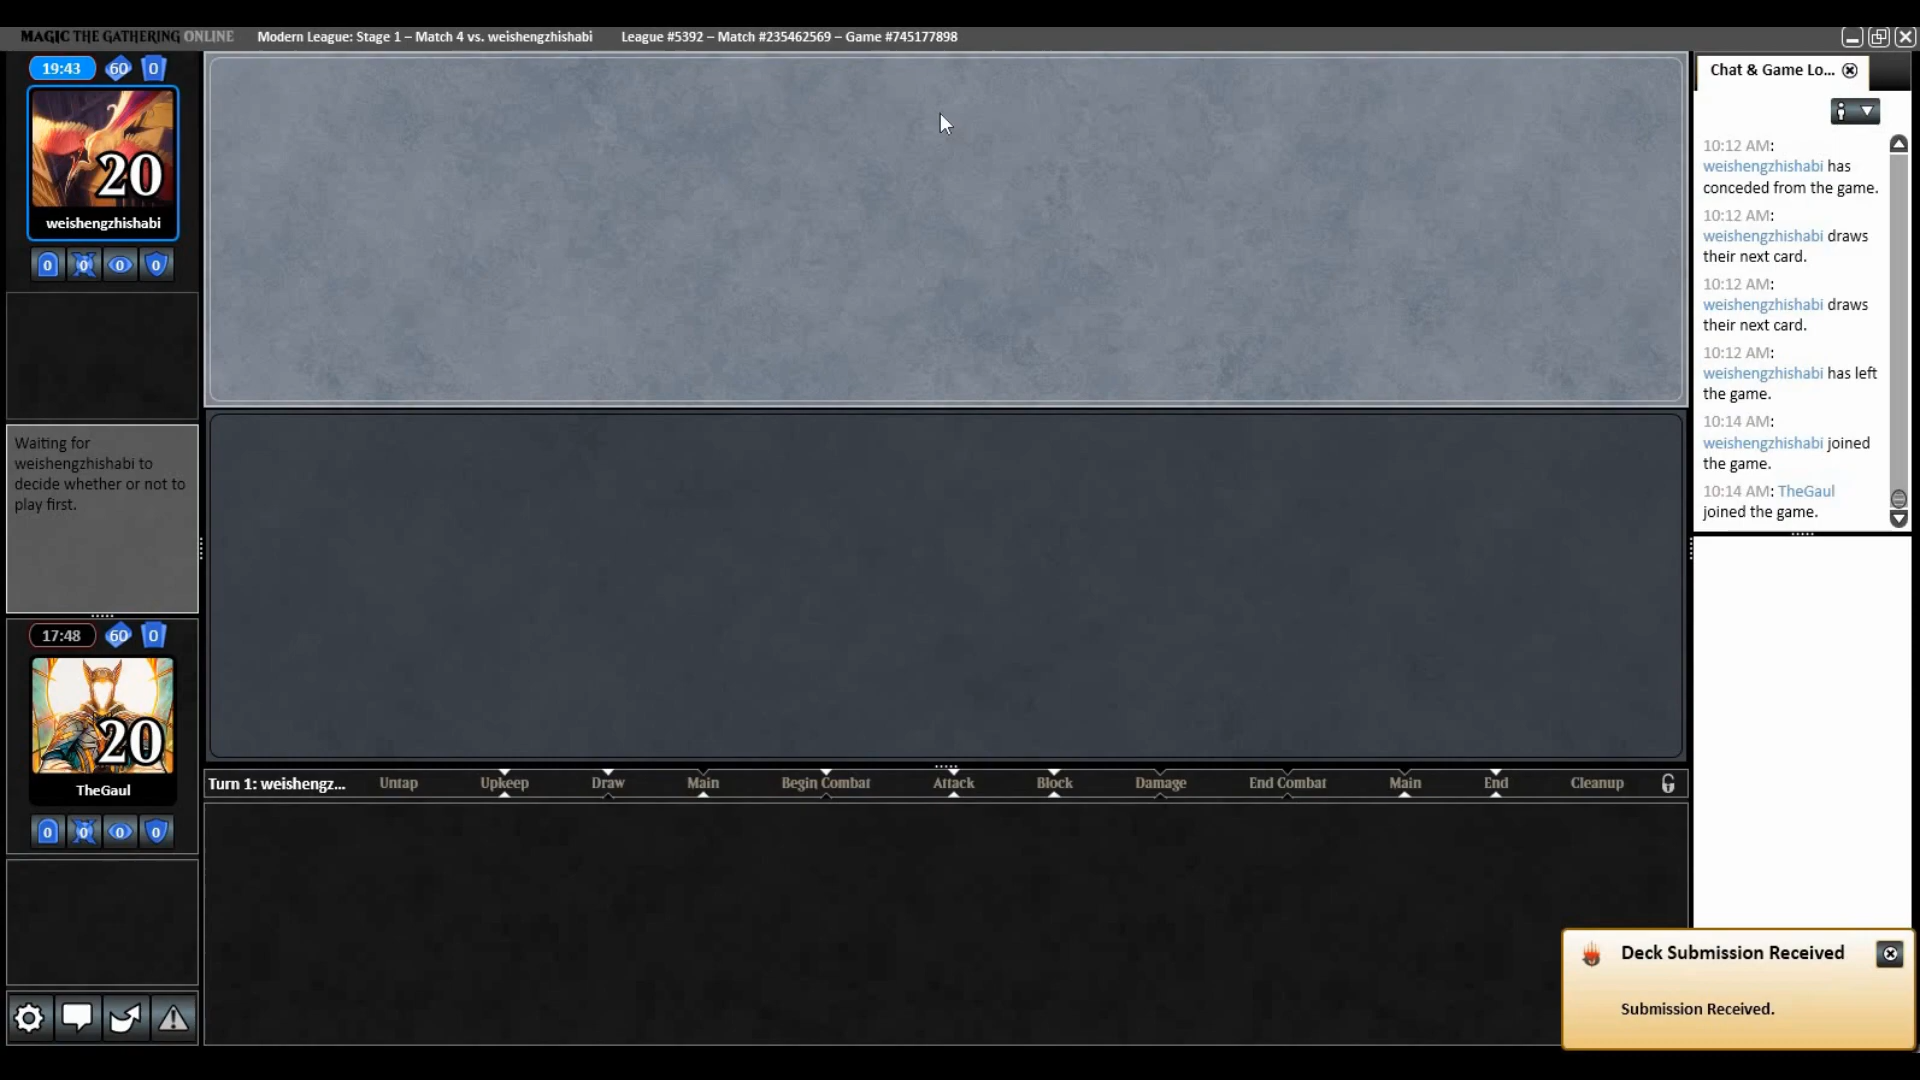 MAGIC THE GATHERING ONLINE
Modern League: Stage 1 – Match 4 vs. weishengzhishabi
League #5392 – Match #235462569 – Game #745177898
19:43
60
0
20
weishengzhishabi
0
0
0
0
Waiting for
weishengzhishabi to
decide whether or not to
play first.
17:48
60
0
20
TheGaul
0
0
0
0
Turn 1: weishengz...
Untap
Upkeep
Draw
Main
Begin Combat
Attack
Block
Damage
End Combat
Main
End
Cleanup
Chat & Game Lo...
10:12 AM:
weishengzhishabi has
conceded from the game.
10:12 AM:
weishengzhishabi draws
their next card.
10:12 AM:
weishengzhishabi draws
their next card.
10:12 AM:
weishengzhishabi has left
the game.
10:14 AM:
weishengzhishabi joined
the game.
10:14 AM: TheGaul
joined the game.
Deck Submission Received
Submission Received.